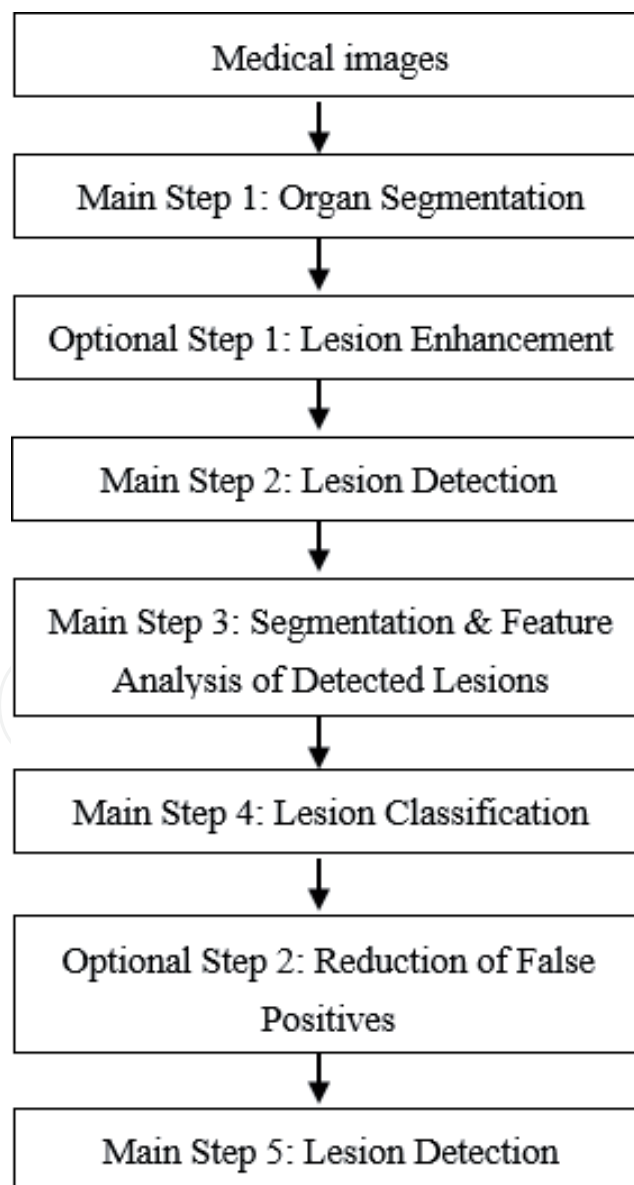 Medical images
Main Step 1: Organ Segmentation
Optional Step 1: Lesion Enhancement
Main Step 2: Lesion Detection
Main Step 3: Segmentation & Feature
Analysis of Detected Lesions
Main Step 4: Lesion Classification
Optional Step 2: Reduction of False
Positives
Main Step 5: Lesion Detection